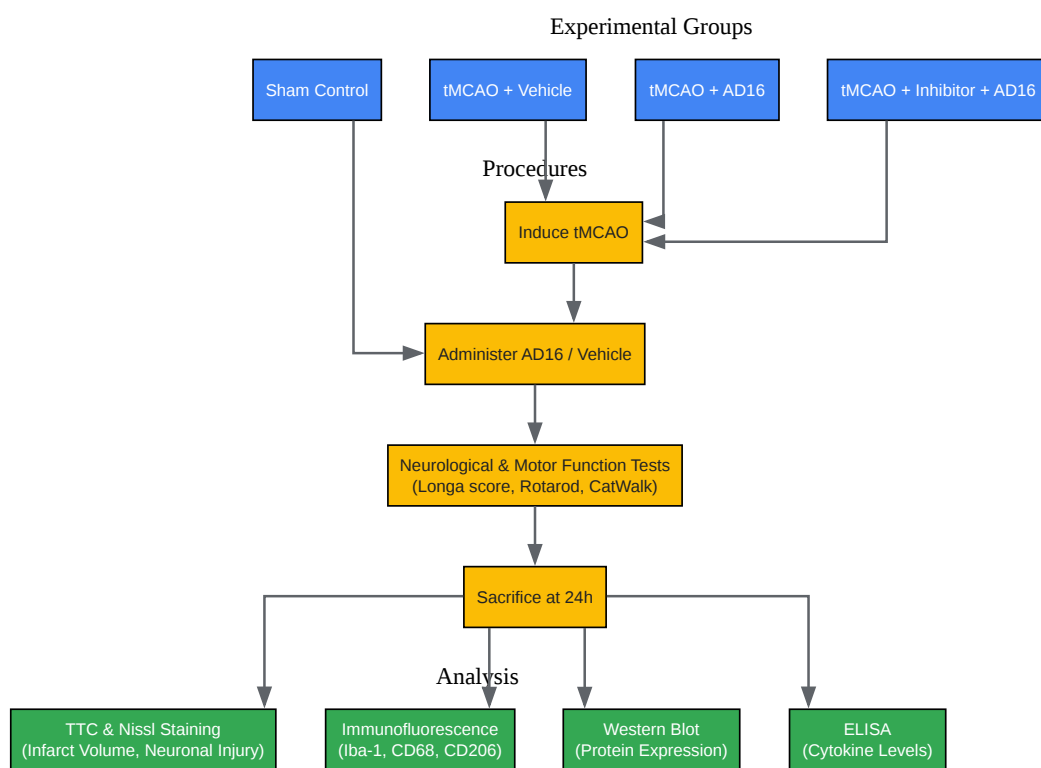 Experimental Groups
Sham Control
tMCAO + Vehicle
tMCAO + AD16
tMCAO + Inhibitor + AD16
Procedures
Induce tMCAO
Administer AD16 / Vehicle
Neurological & Motor Function Tests
(Longa score, Rotarod, CatWalk)
Sacrifice at 24h
Analysis
TTC & Nissl Staining
(Infarct Volume, Neuronal Injury)
Immunofluorescence
(Iba-1, CD68, CD206)
Western Blot
(Protein Expression)
ELISA
(Cytokine Levels)